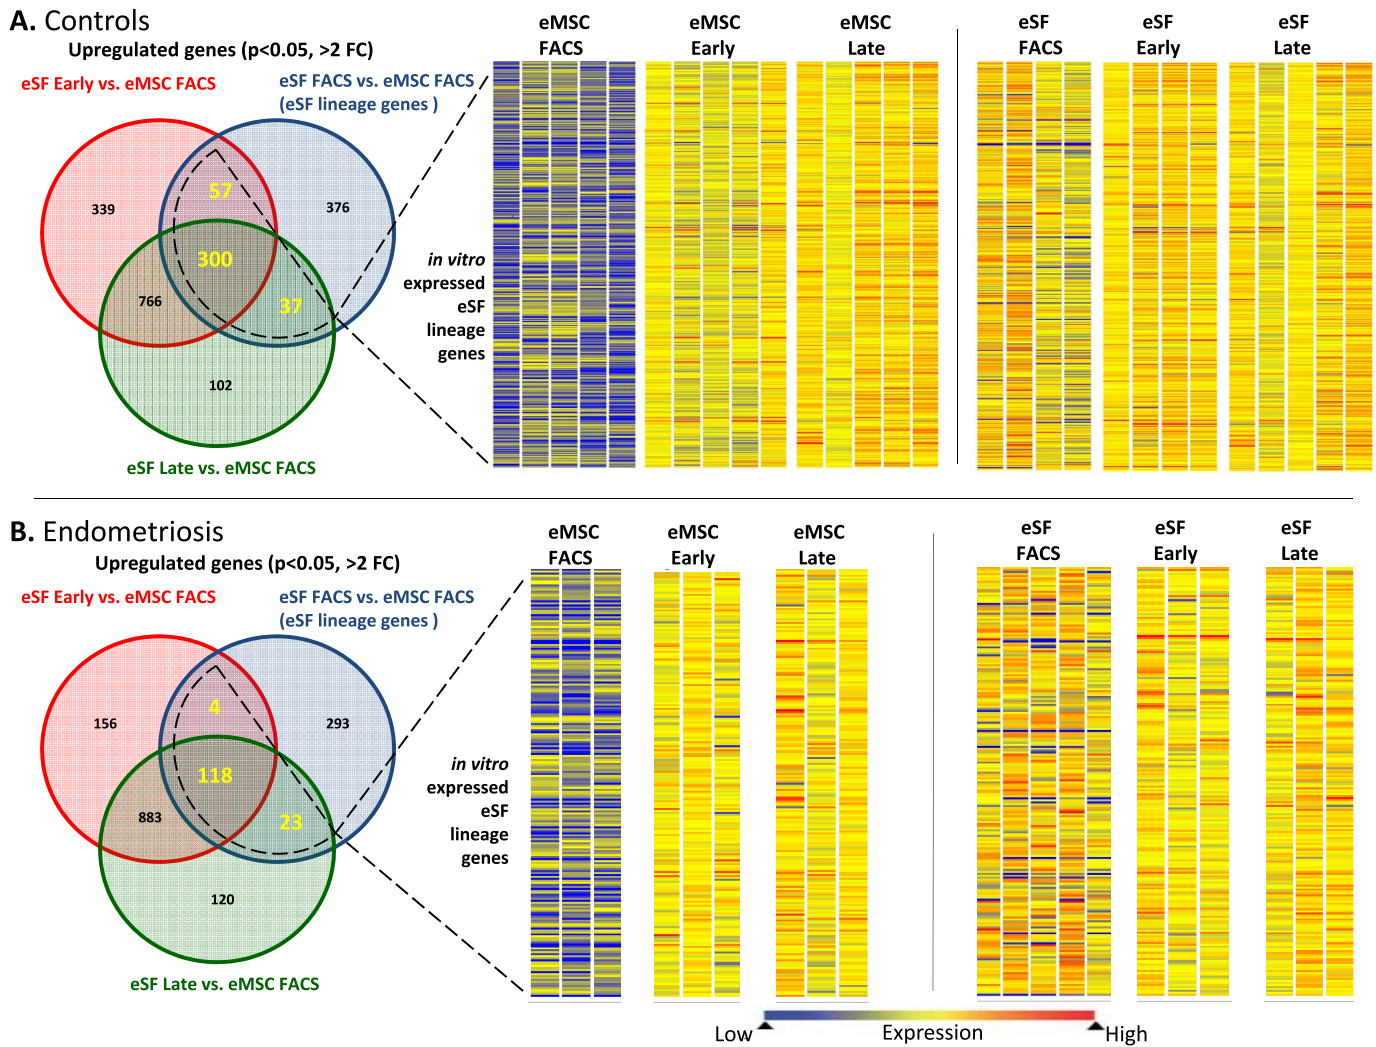 A. Controls
Upregulated genes (p<0.05, >2 FC)
eSF Early vs. eMSC FACS
eSF FACS vs. eMSC FACS
(eSF lineage genes )
57
339
376
300
766
37
102
eSF Late vs. eMSC FACS
in vitro
expressed
eSF
lineage
genes
eMSC
FACS
eMSC
Early
eMSC
Late
eSF
FACS
eSF
Early
eSF
Late
B. Endometriosis
Upregulated genes (p<0.05, >2 FC)
eSF Early vs. eMSC FACS
eSF FACS vs. eMSC FACS
(eSF lineage genes )
4
156
293
118
883
23
120
eSF Late vs. eMSC FACS
in vitro
expressed
eSF
lineage
genes
eMSC
FACS
eMSC
Early
eMSC
Late
eSF
FACS
eSF
Early
eSF
Late
Low
Expression
High